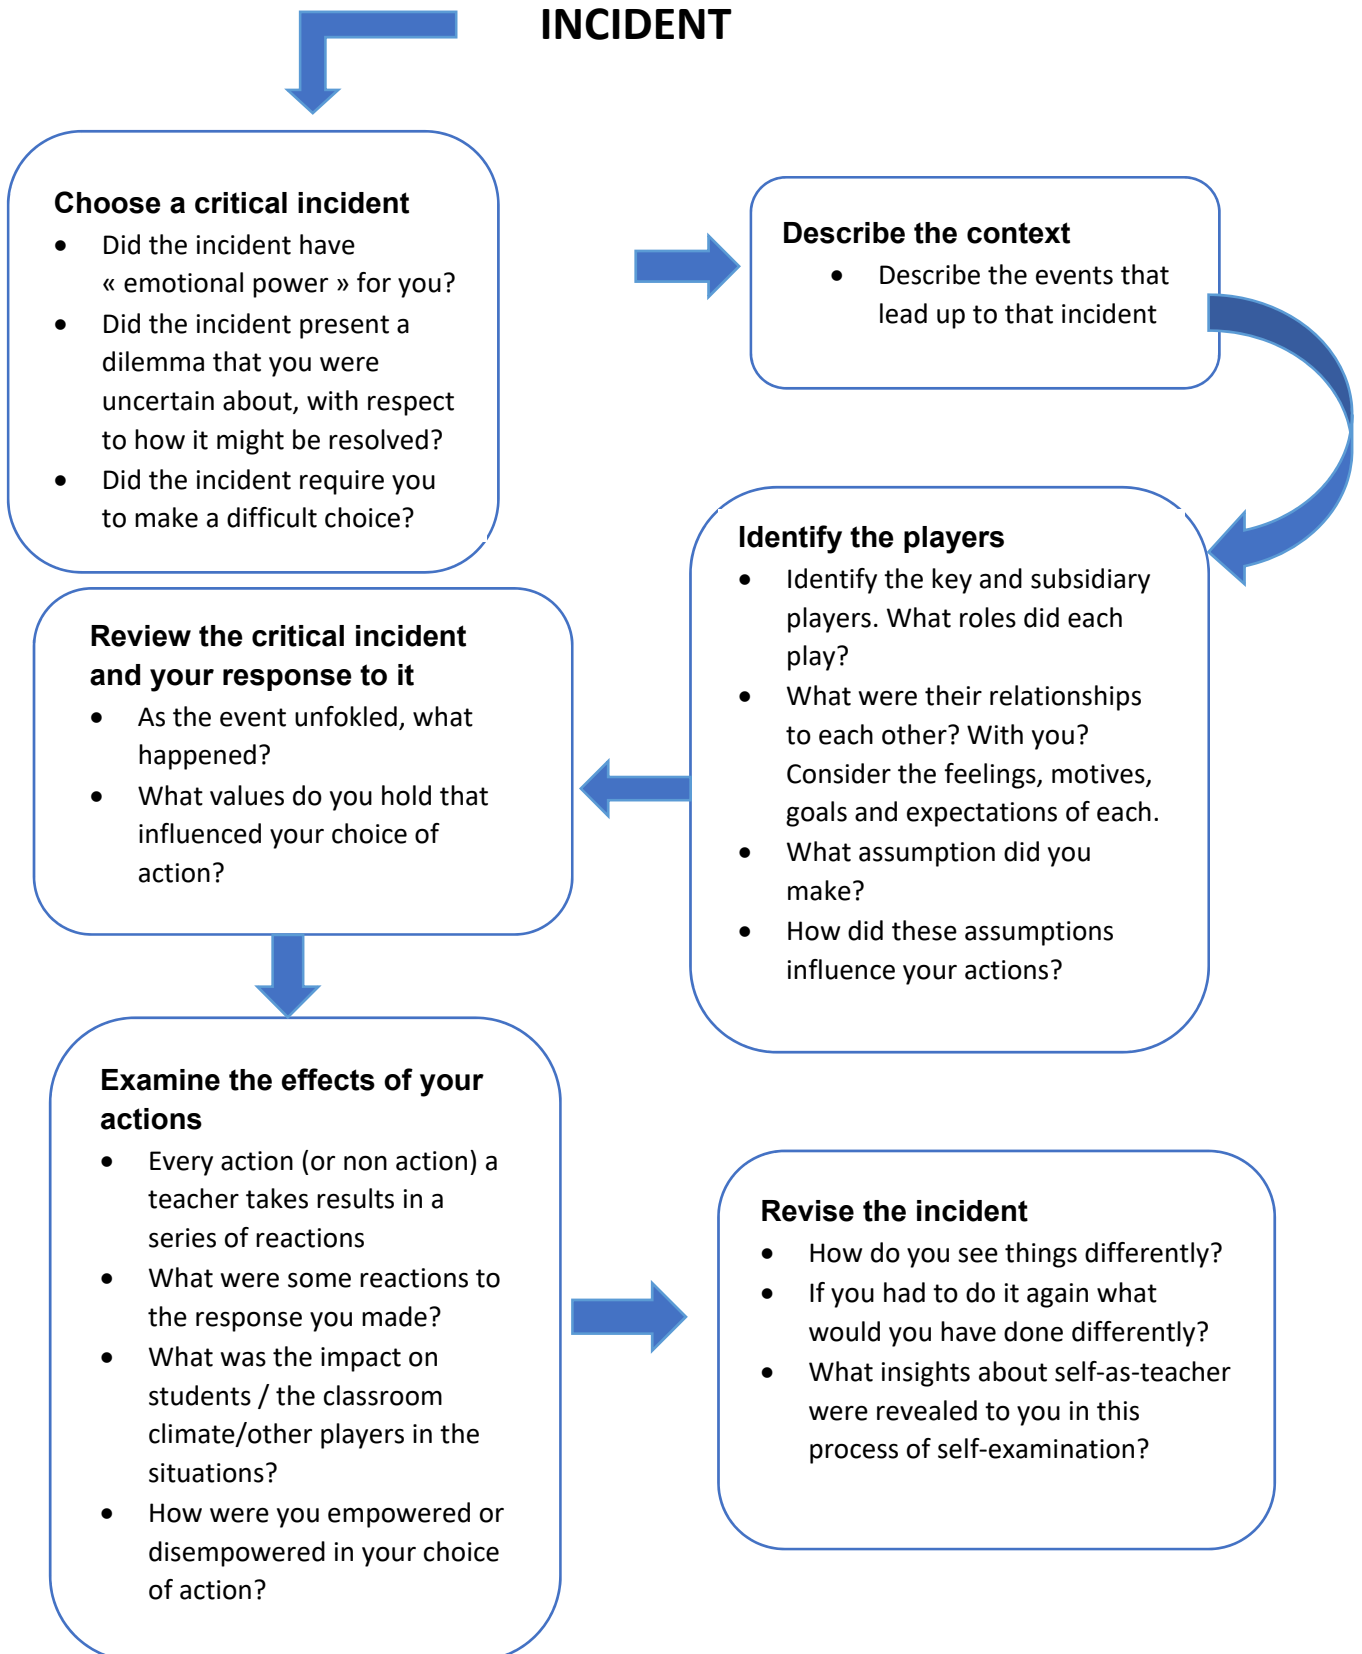 INCIDENT
Choose a critical incident
• Did the incident have
« emotional power » for you?
• Did the incident present a
dilemma that you were
uncertain about, with respect
to how it might be resolved?
• Did the incident require you
to make a difficult choice?
Describe the context
• Describe the events that
lead up to that incident
Identify the players
• Identify the key and subsidiary
players. What roles did each
play?
• What were their relationships
to each other? With you?
Consider the feelings, motives,
goals and expectations of each.
• What assumption did you
make?
• How did these assumptions
influence your actions?
Review the critical incident
and your response to it
• As the event unfokled, what
happened?
• What values do you hold that
influenced your choice of
action?
Examine the effects of your
actions
• Every action (or non action) a
teacher takes results in a
series of reactions
• What were some reactions to
the response you made?
• What was the impact on
students / the classroom
climate/other players in the
situations?
• How were you empowered or
disempowered in your choice
of action?
Revise the incident
• How do you see things differently?
• If you had to do it again what
would you have done differently?
• What insights about self-as-teacher
were revealed to you in this
process of self-examination?